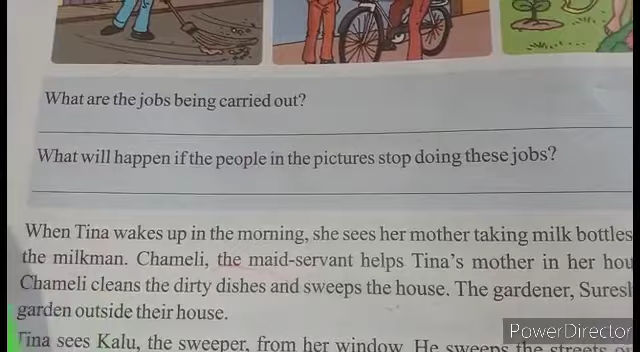 What are the jobs being carried out?
What will happen if the people in the pictures stop doing these jobs?
When Tina wakes up in the morning, she sees her mother taking milk bottles
the milkman. Chameli, the maid-servant helps Tina's mother in her
Chameli cleans the dirty dishes and sweeps the house. The gardener,
garden outside their house.
Tina sees Kalu, the sweeper, from her window. He sweeps the streets
PowerDirector